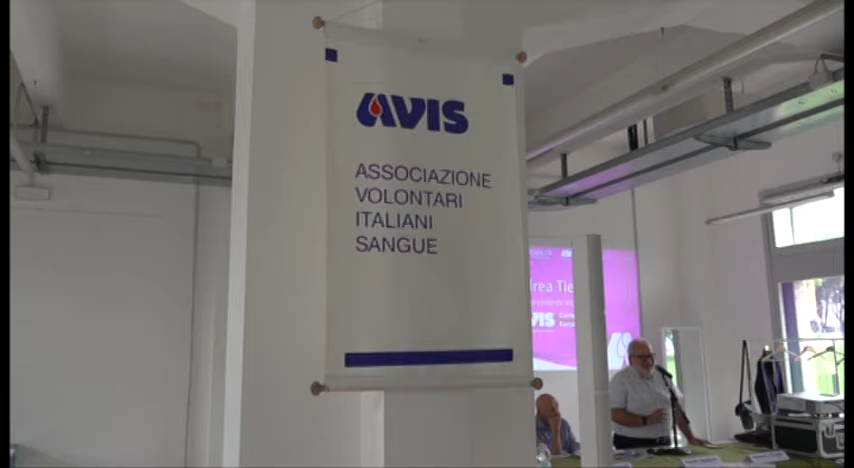 AVIS
ASSOCIAZIONE
VOLONTARI
ITALIANI
SANGUE